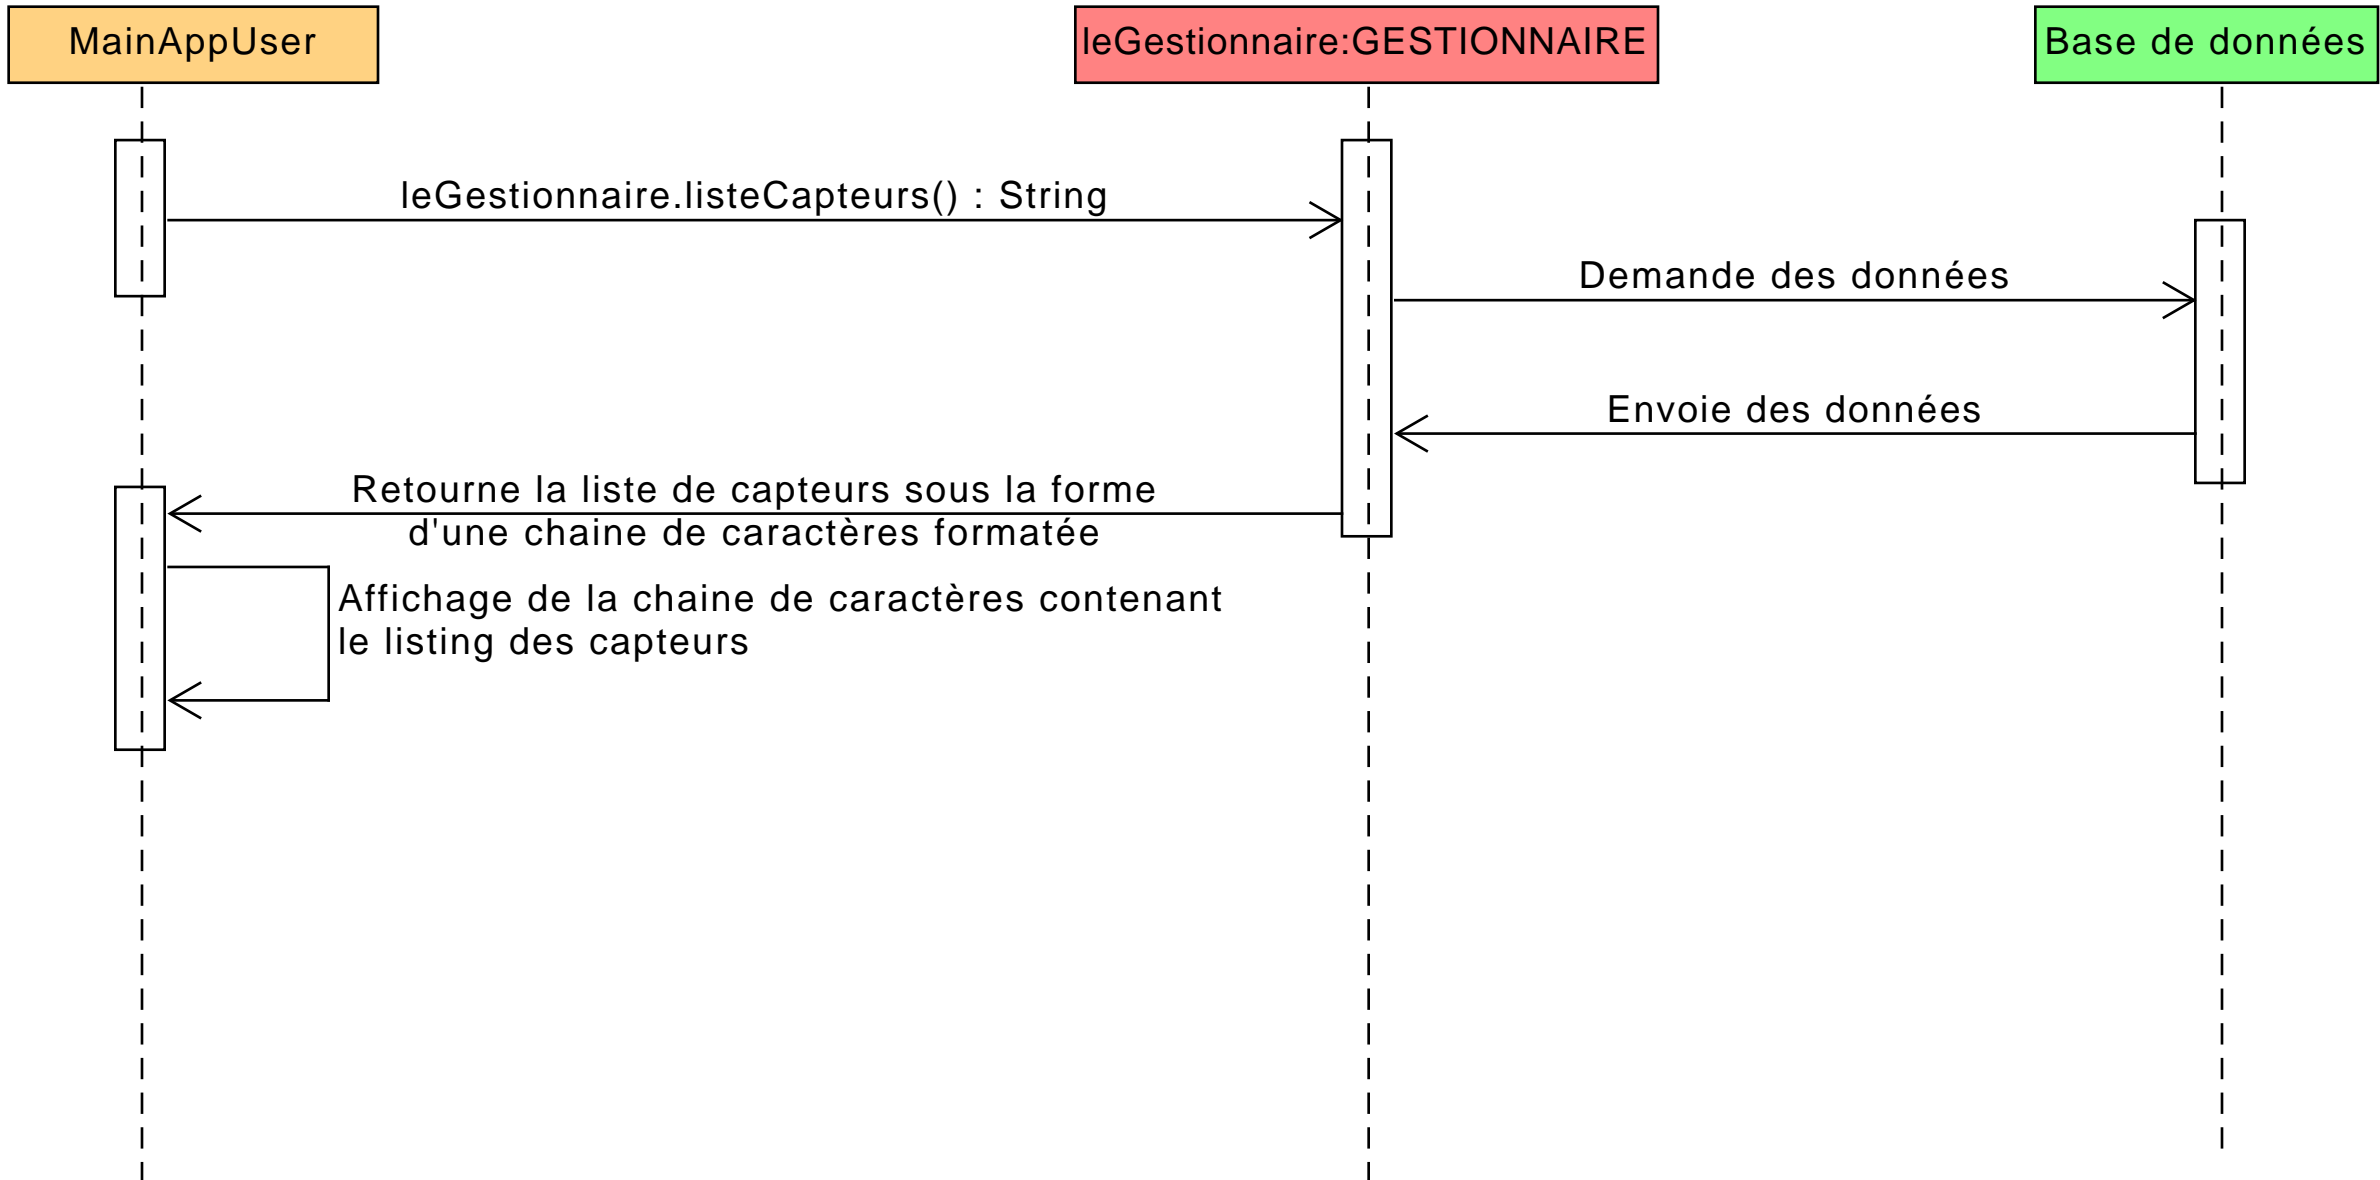 MainAppUser
leGestionnaire:GESTIONNAIRE
Base de données
leGestionnaire.listeCapteurs() : String
Demande des données
Envoie des données
Retourne la liste de capteurs sous la forme
d'une chaine de caractères formatée
Affichage de la chaine de caractères contenant
le listing des capteurs